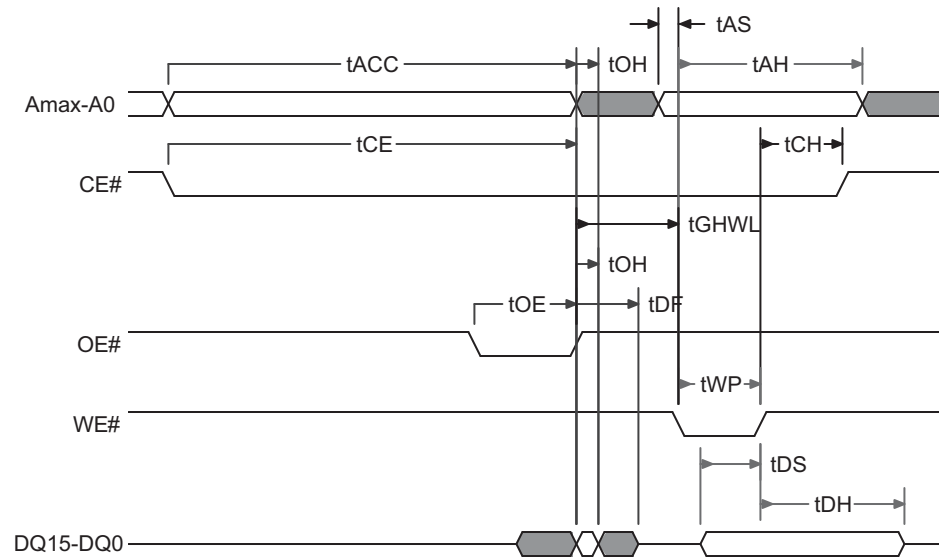 tAS
tACC tOH tAH
Amax-A0
tCE tCH
CE#
tGHWL
tOH
tOE tDF
OE#
tWP
WE#
tDS
tDH
DQ15-DQ0